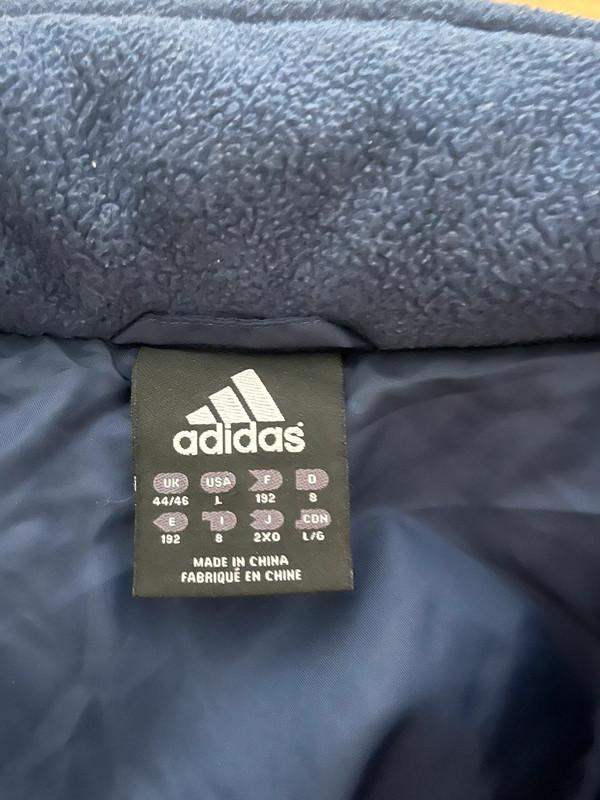 adidas
UK USA F D
44/46 L 192 8
E I J CDN
192 8 2XO L/G
MADE IN CHINA
FABRIQUÉ EN CHINE